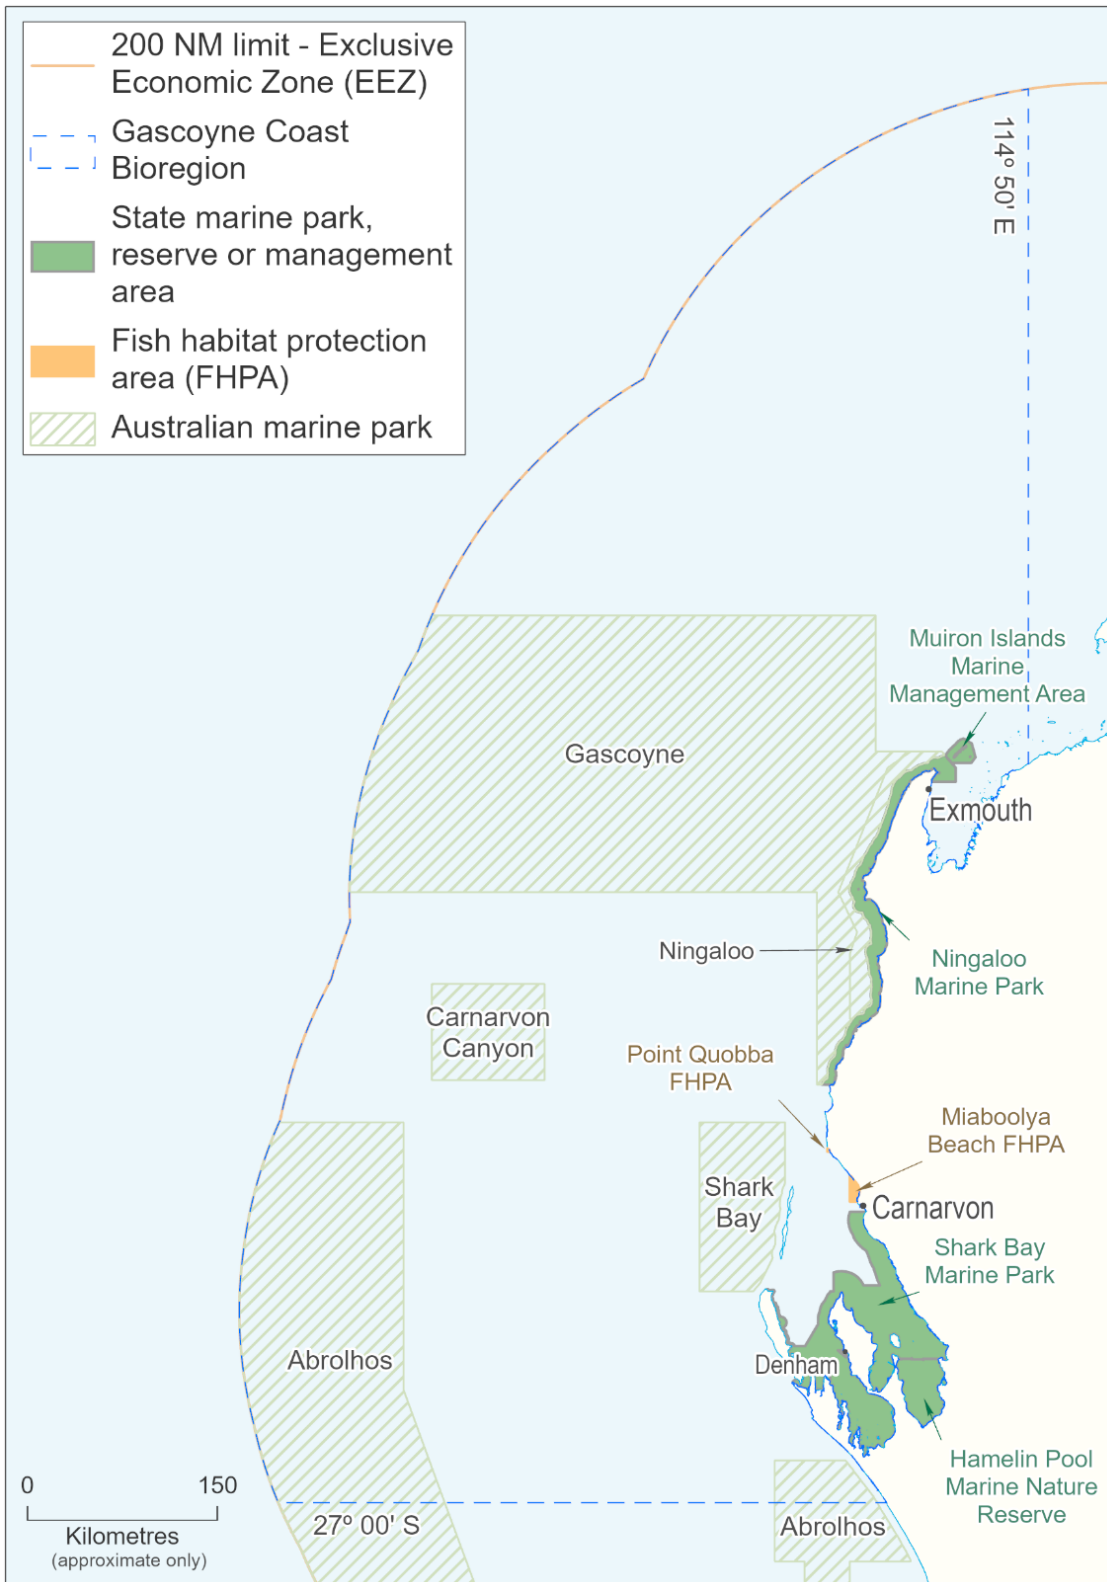 200 NM limit - Exclusive
Economic Zone (EEZ)
Gascoyne Coast
Bioregion
State marine park,
reserve or management
area
Fish habitat protection
area (FHPA)
Australian marine park
114º 50' E
Muiron Islands
Marine
Management Area
Gascoyne
Exmouth
Ningaloo
Ningaloo
Marine Park
Carnarvon
Canyon
Point Quobba
FHPA
Miaboolya
Beach FHPA
Shark
Bay
Carnarvon
Shark Bay
Marine Park
Abrolhos
Denham
Hamelin Pool
Marine Nature
Reserve
0 150
Kilometres
(approximate only)
27º 00' S
Abrolhos